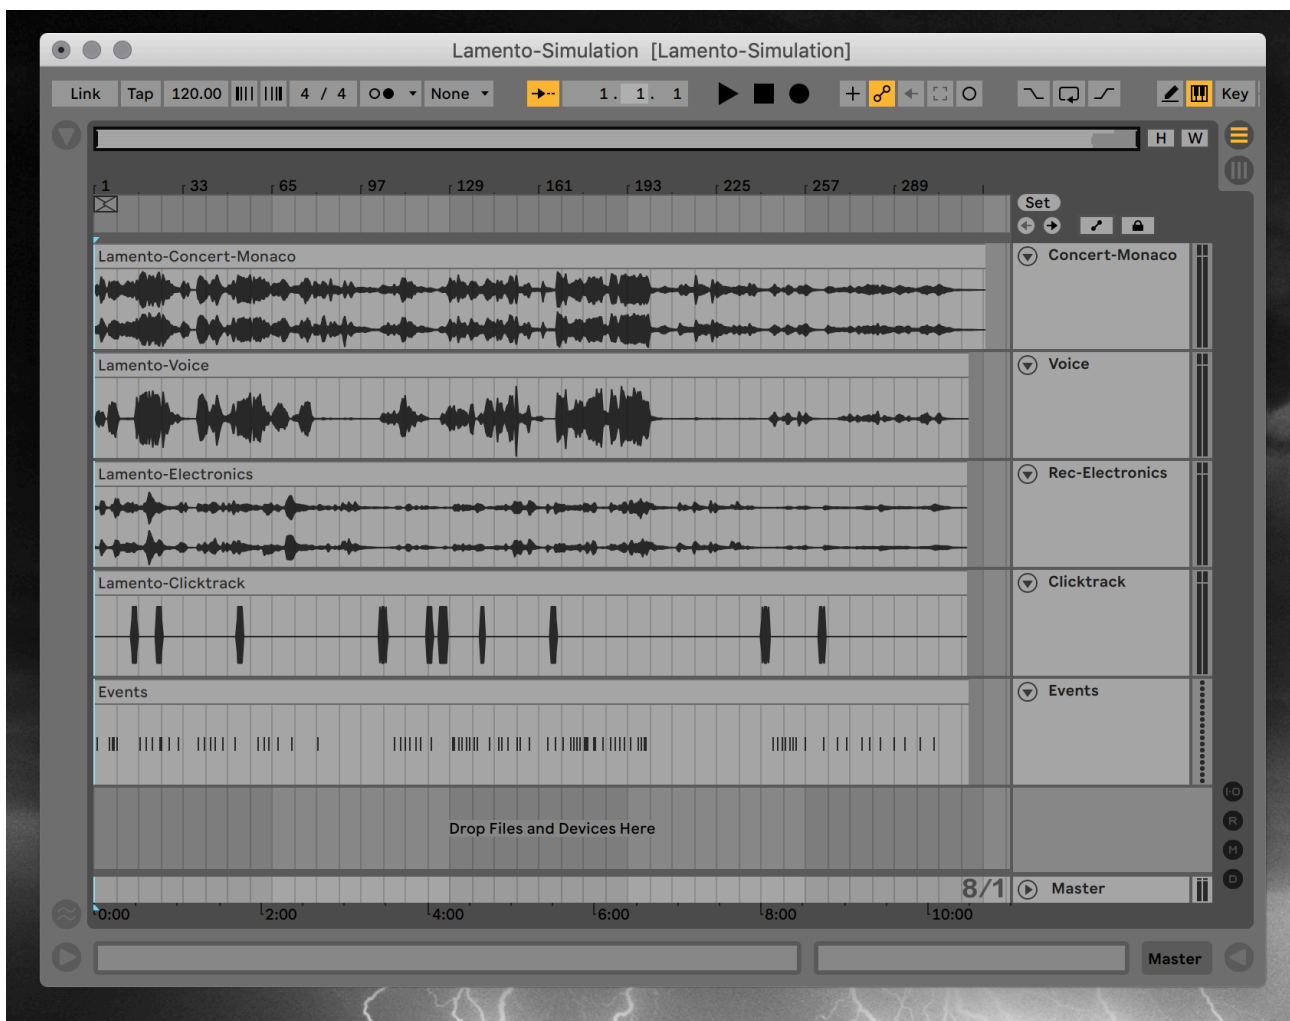 Lamento-Simulation [Lamento-Simulation]
Link Tap 120.00 4 / 4 None 1. 1. 1 Key
H W
1 33 65 97 129 161 193 225 257 289
Set
Lamento-Concert-Monaco Concert-Monaco
Lamento-Voice Voice
Lamento-Electronics Rec-Electronics
Lamento-Clicktrack Clicktrack
Events Events
I-O
R
Drop Files and Devices Here
M
D
8/1 Master
0:00 2:00 4:00 6:00 8:00 10:00
Master